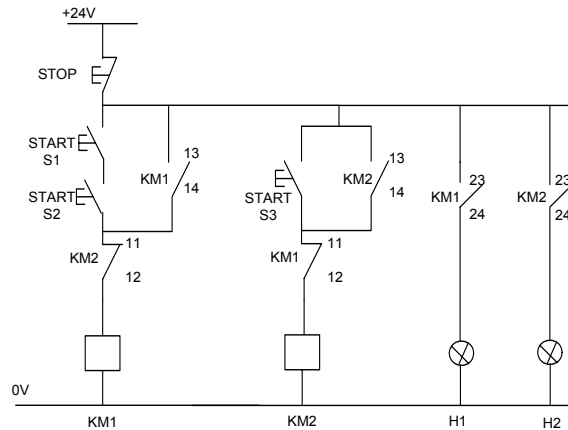 +24V
STOP
START
S1
KM1
13
14
START
S2
KM2
11
12
START
S3
KM2
13
14
KM1
11
12
KM1
23
24
KM2
23
24
0V
KM1
KM2
H1
H2